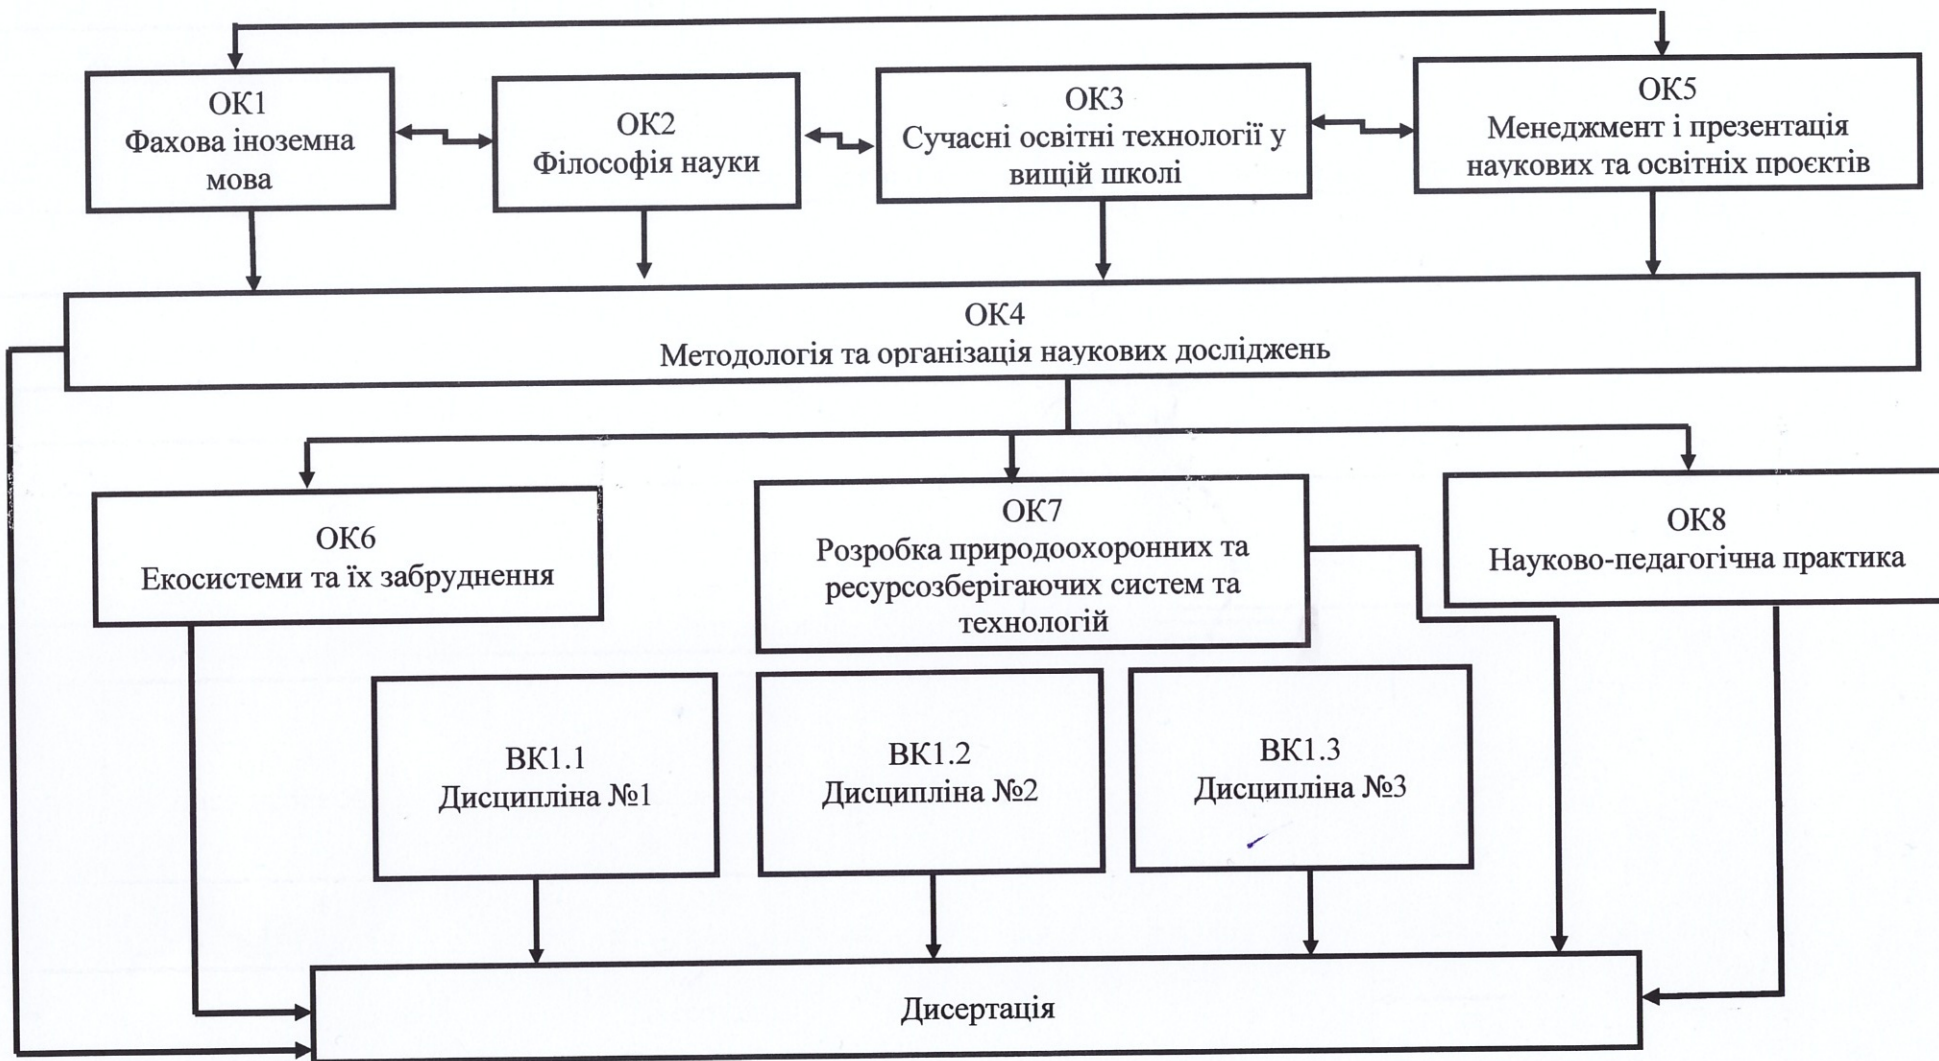 ОК1
Фахова іноземна
мова
ОК2
Філософія науки
ОК3
Сучасні освітні технології у
вищій школі
ОК5
Менеджмент і презентація
наукових та освітніх проєктів
ОК4
Методологія та організація наукових досліджень
ОК6
Екосистеми та їх забруднення
ОК7
Розробка природоохоронних та
ресурсозберігаючих систем та
технологій
ОК8
Науково-педагогічна практика
ВК1.1
Дисципліна №1
ВК1.2
Дисципліна №2
ВК1.3
Дисципліна №3
Дисертація